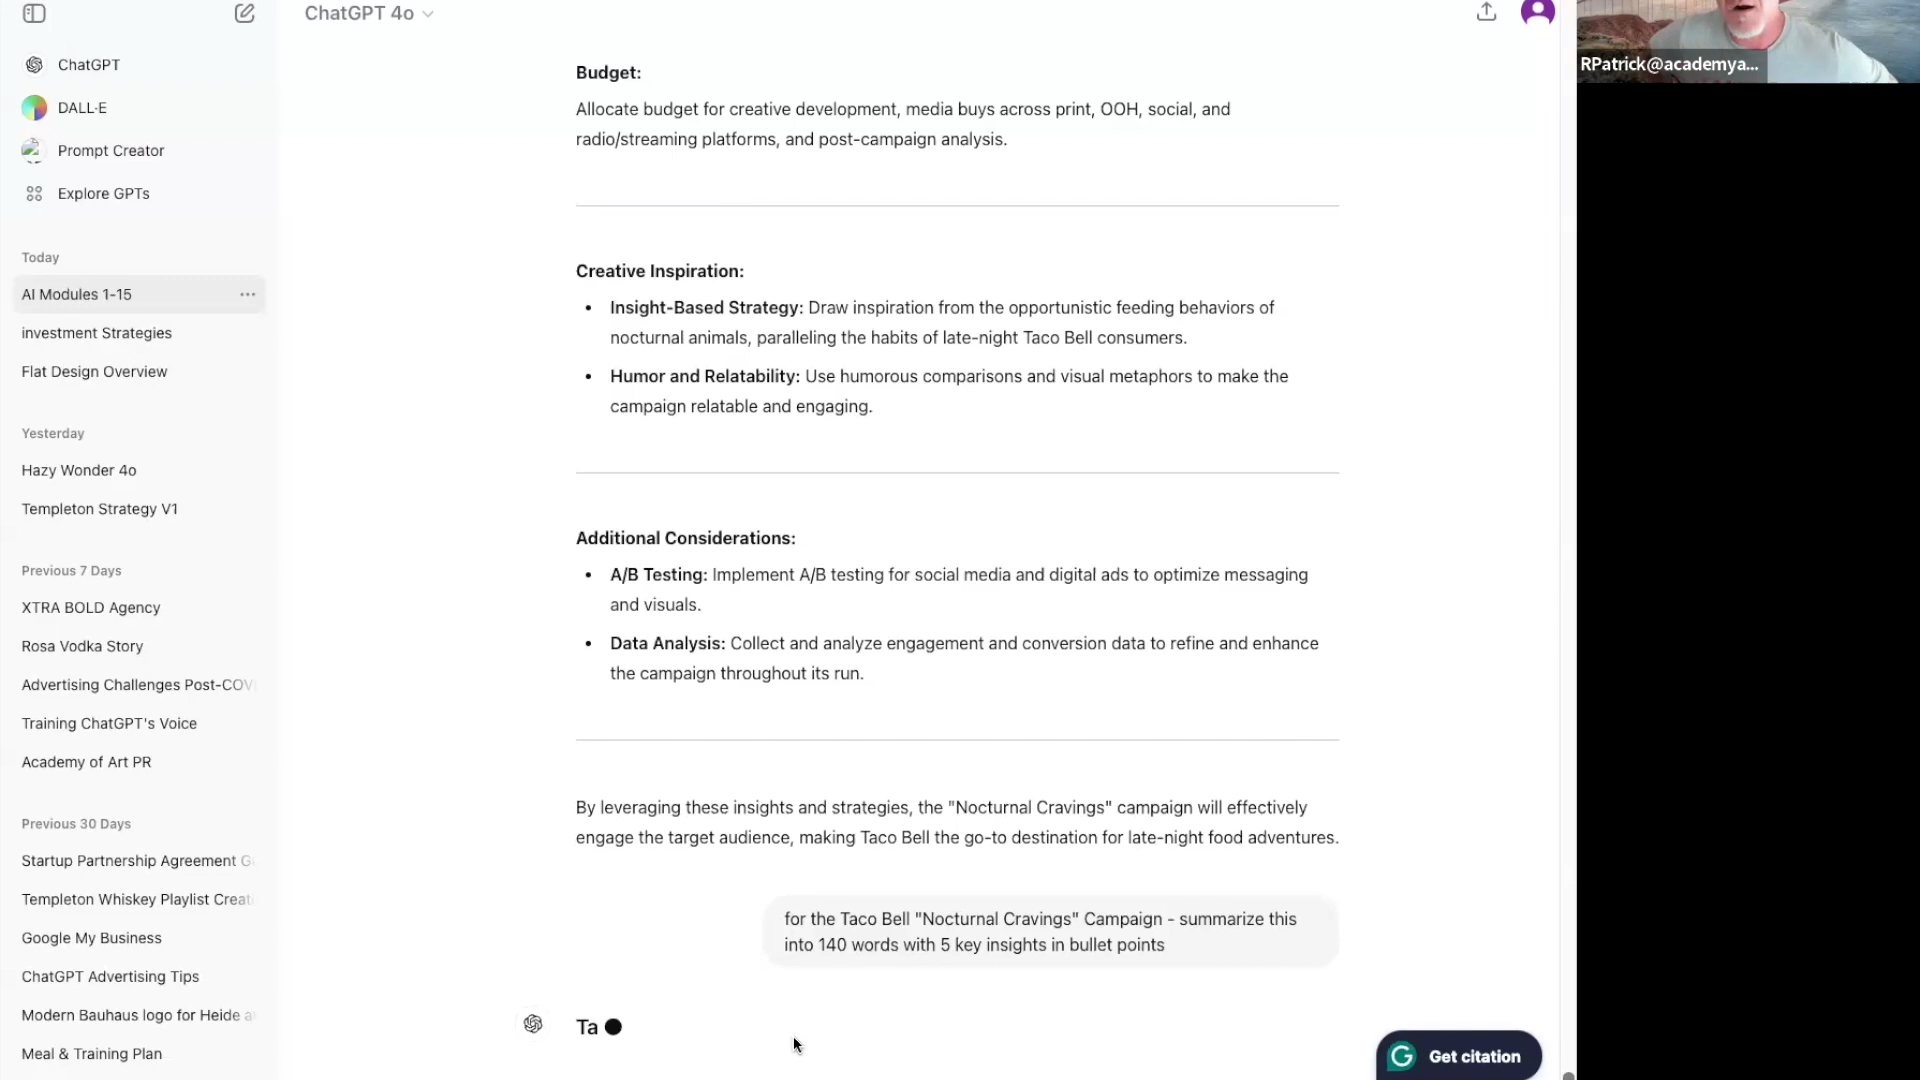 ChatGPT
DALL·E
Prompt Creator
Explore GPTs
Today
AI Modules 1-15
investment Strategies
Flat Design Overview
Yesterday
Hazy Wonder 4o
Templeton Strategy V1
Previous 7 Days
XTRA BOLD Agency
Rosa Vodka Story
Advertising Challenges Post-COV
Training ChatGPT's Voice
Academy of Art PR
Previous 30 Days
Startup Partnership Agreement G
Templeton Whiskey Playlist Creat
Google My Business
ChatGPT Advertising Tips
Modern Bauhaus logo for Heide a
Meal & Training Plan
ChatGPT 4o
Budget:
Allocate budget for creative development, media buys across print, OOH, social, and
radio/streaming platforms, and post-campaign analysis.
Creative Inspiration:
• Insight-Based Strategy: Draw inspiration from the opportunistic feeding behaviors of
nocturnal animals, paralleling the habits of late-night Taco Bell consumers.
• Humor and Relatability: Use humorous comparisons and visual metaphors to make the
campaign relatable and engaging.
Additional Considerations:
• A/B Testing: Implement A/B testing for social media and digital ads to optimize messaging
and visuals.
• Data Analysis: Collect and analyze engagement and conversion data to refine and enhance
the campaign throughout its run.
By leveraging these insights and strategies, the "Nocturnal Cravings" campaign will effectively
engage the target audience, making Taco Bell the go-to destination for late-night food adventures.
for the Taco Bell "Nocturnal Cravings" Campaign - summarize this
into 140 words with 5 key insights in bullet points
Ta
Get citation
RPatrick@academya...